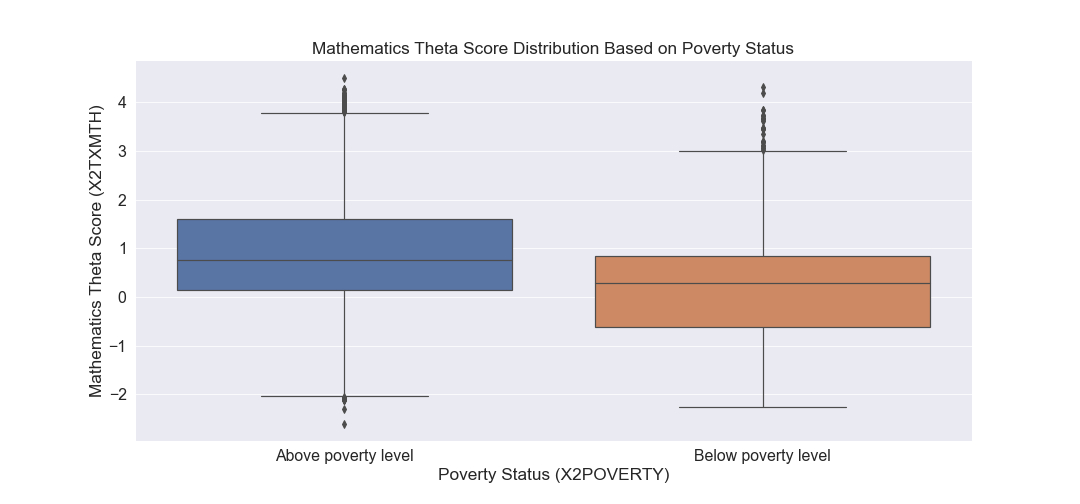 Mathematics Theta Score Distribution Based on Poverty Status
Mathematics Theta Score (X2TXMTH)
4
3
2
1
0
−1
−2
Above poverty level
Below poverty level
Poverty Status (X2POVERTY)